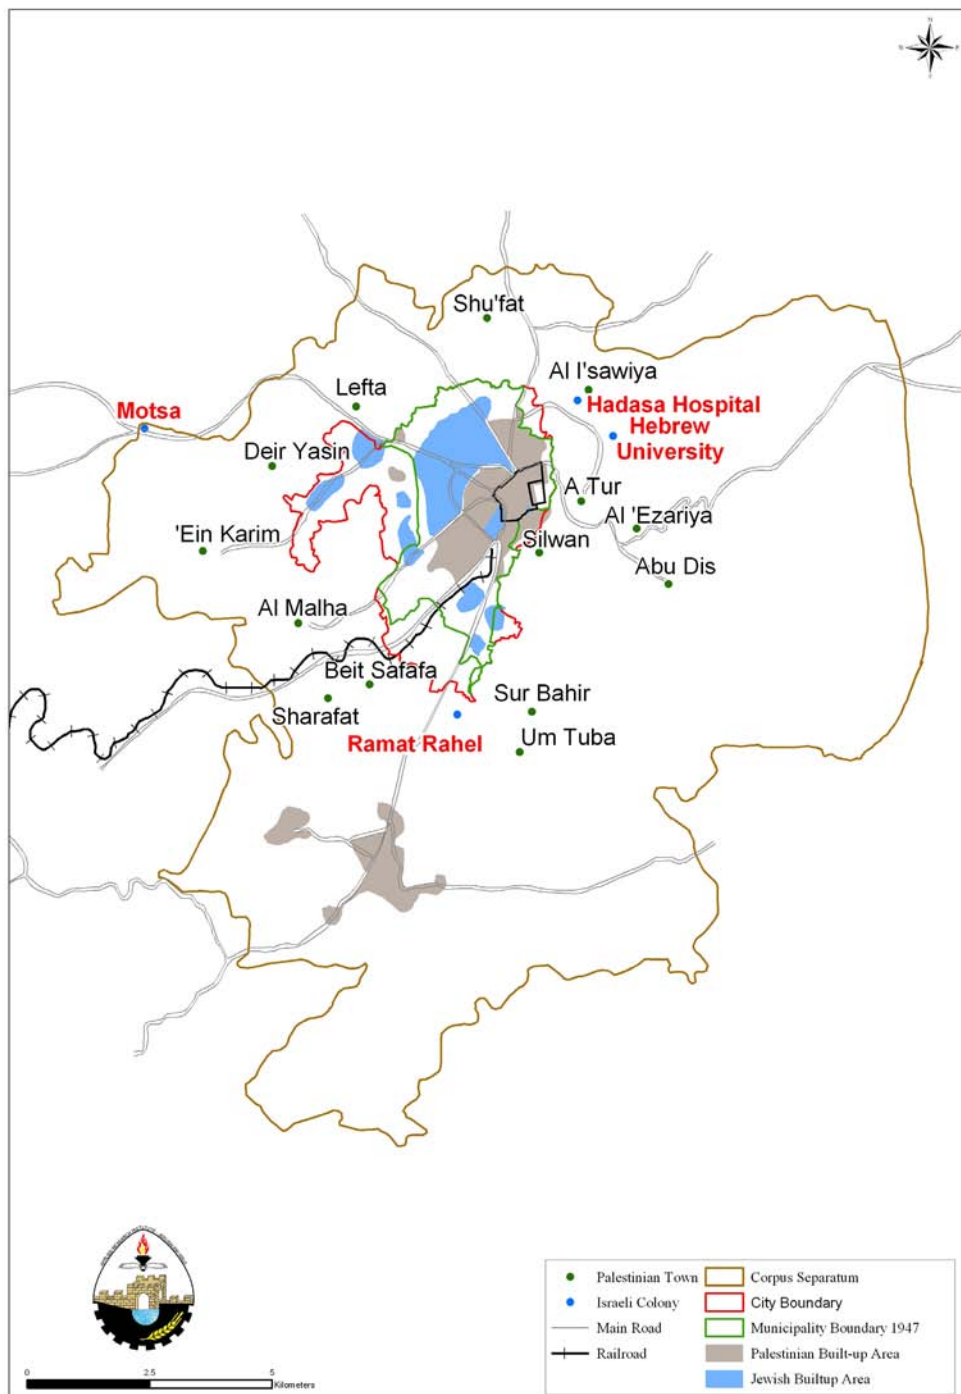 Shu'fat
Al I'sawiya
Lefta
Hadasa Hospital
Motsa
Hebrew
University
Deir Yasin
A Tur
Al 'Ezariya
'Ein Karim
Silwan
Abu Dis
Al Malha
Beit Safafa
Sharafat
Sur Bahir
Ramat Rahel
Um Tuba
Palestinian Town
Corpus Separatum
Israeli Colony
City Boundary
Main Road
Municipality Boundary 1947
Railroad
Palestinian Built-up Area
Jewish Builtup Area
0 2.5 5
Kilometers